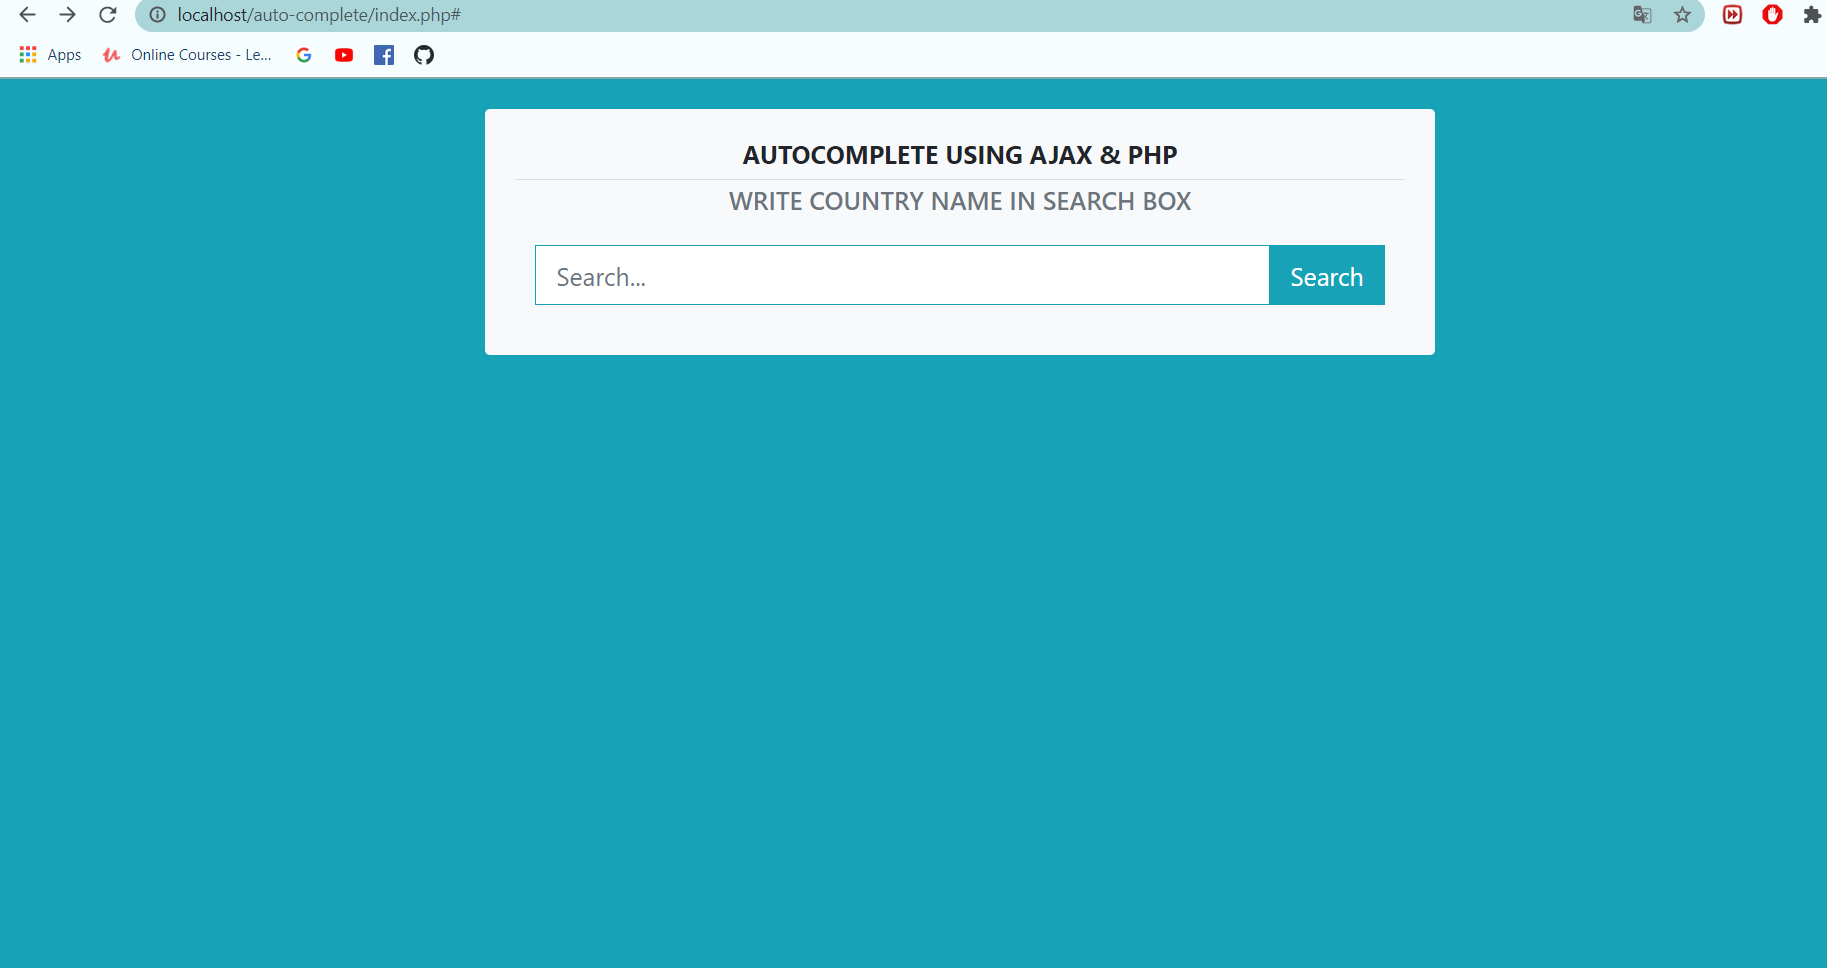 localhost/auto-complete/index.php#
Apps
Online Courses - Le...
AUTOCOMPLETE USING AJAX & PHP
WRITE COUNTRY NAME IN SEARCH BOX
Search...
Search